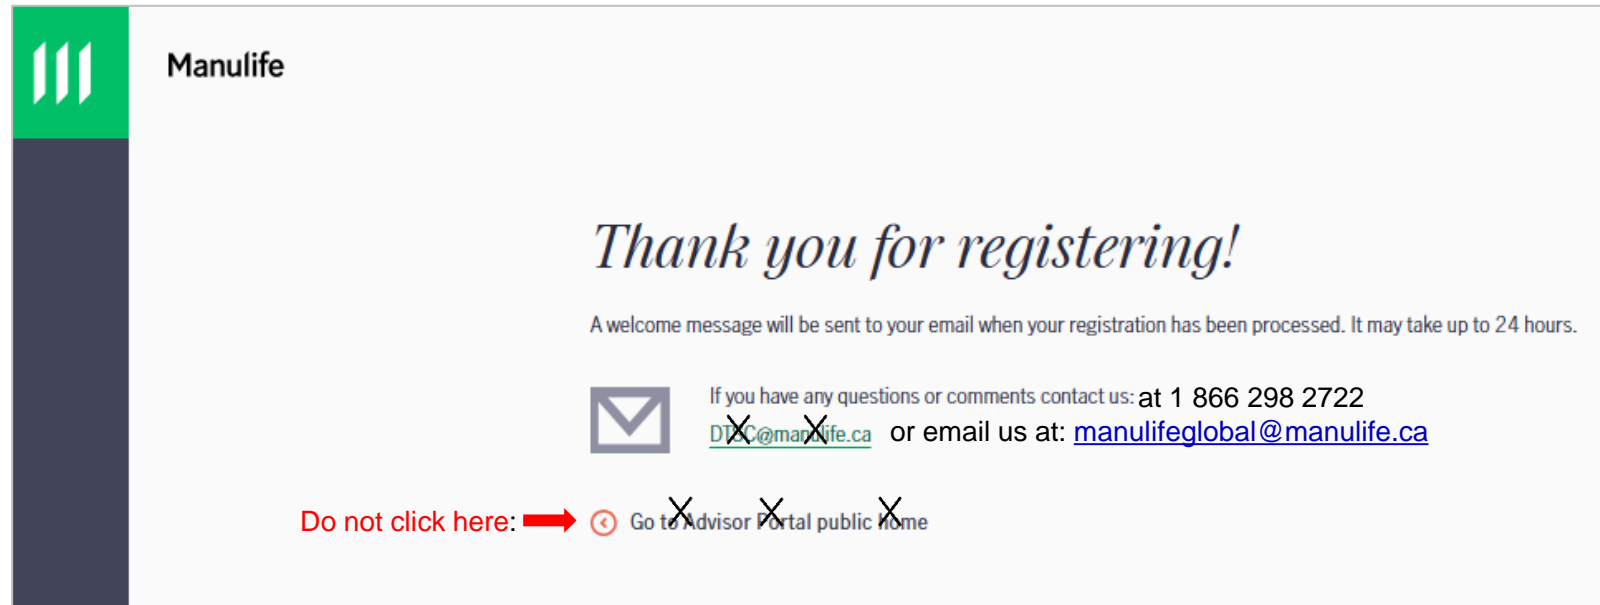 Manulife
Thank you for registering!
A welcome message will be sent to your email when your registration has been processed. It may take up to 24 hours.
If you have any questions or comments contact us: at 1 866 298 2722
DTSC@manulife.ca or email us at: manulifeglobal@manulife.ca
Do not click here: Go to Advisor Portal public home